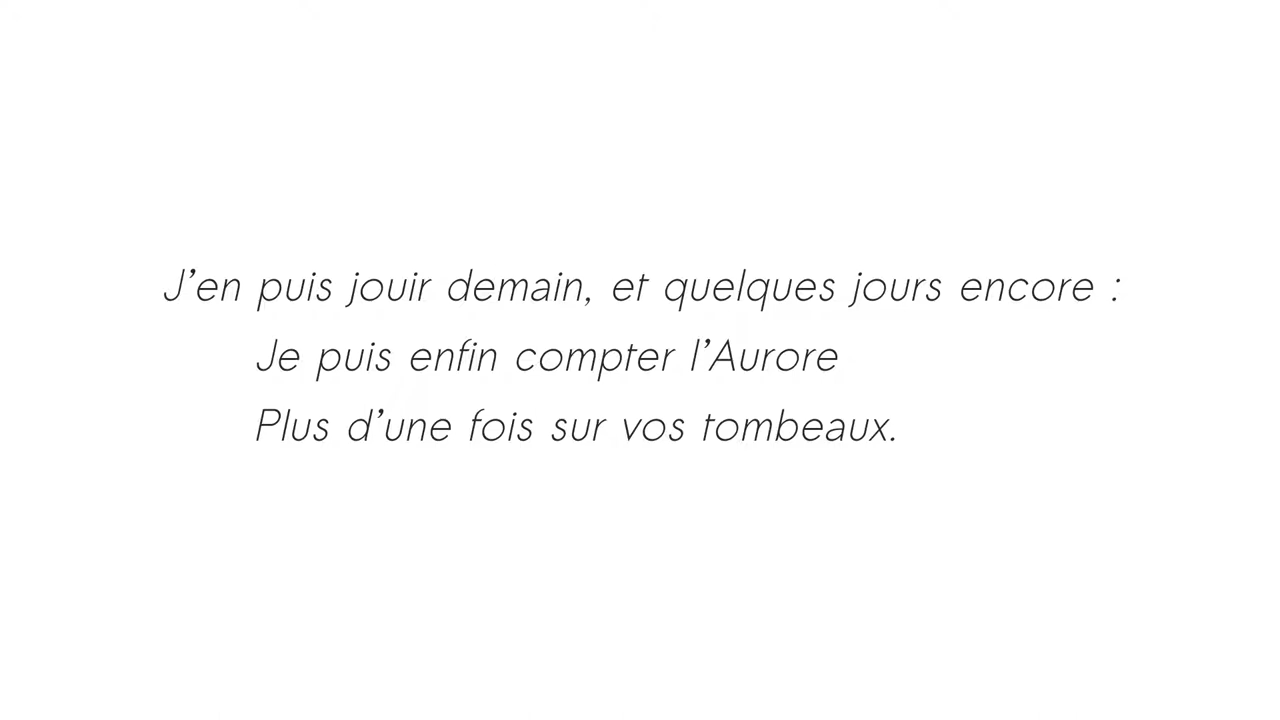 J’en puis jouir demain, et quelques jours encore :
Je puis enfin compter l’Aurore
Plus d’une fois sur vos tombeaux.